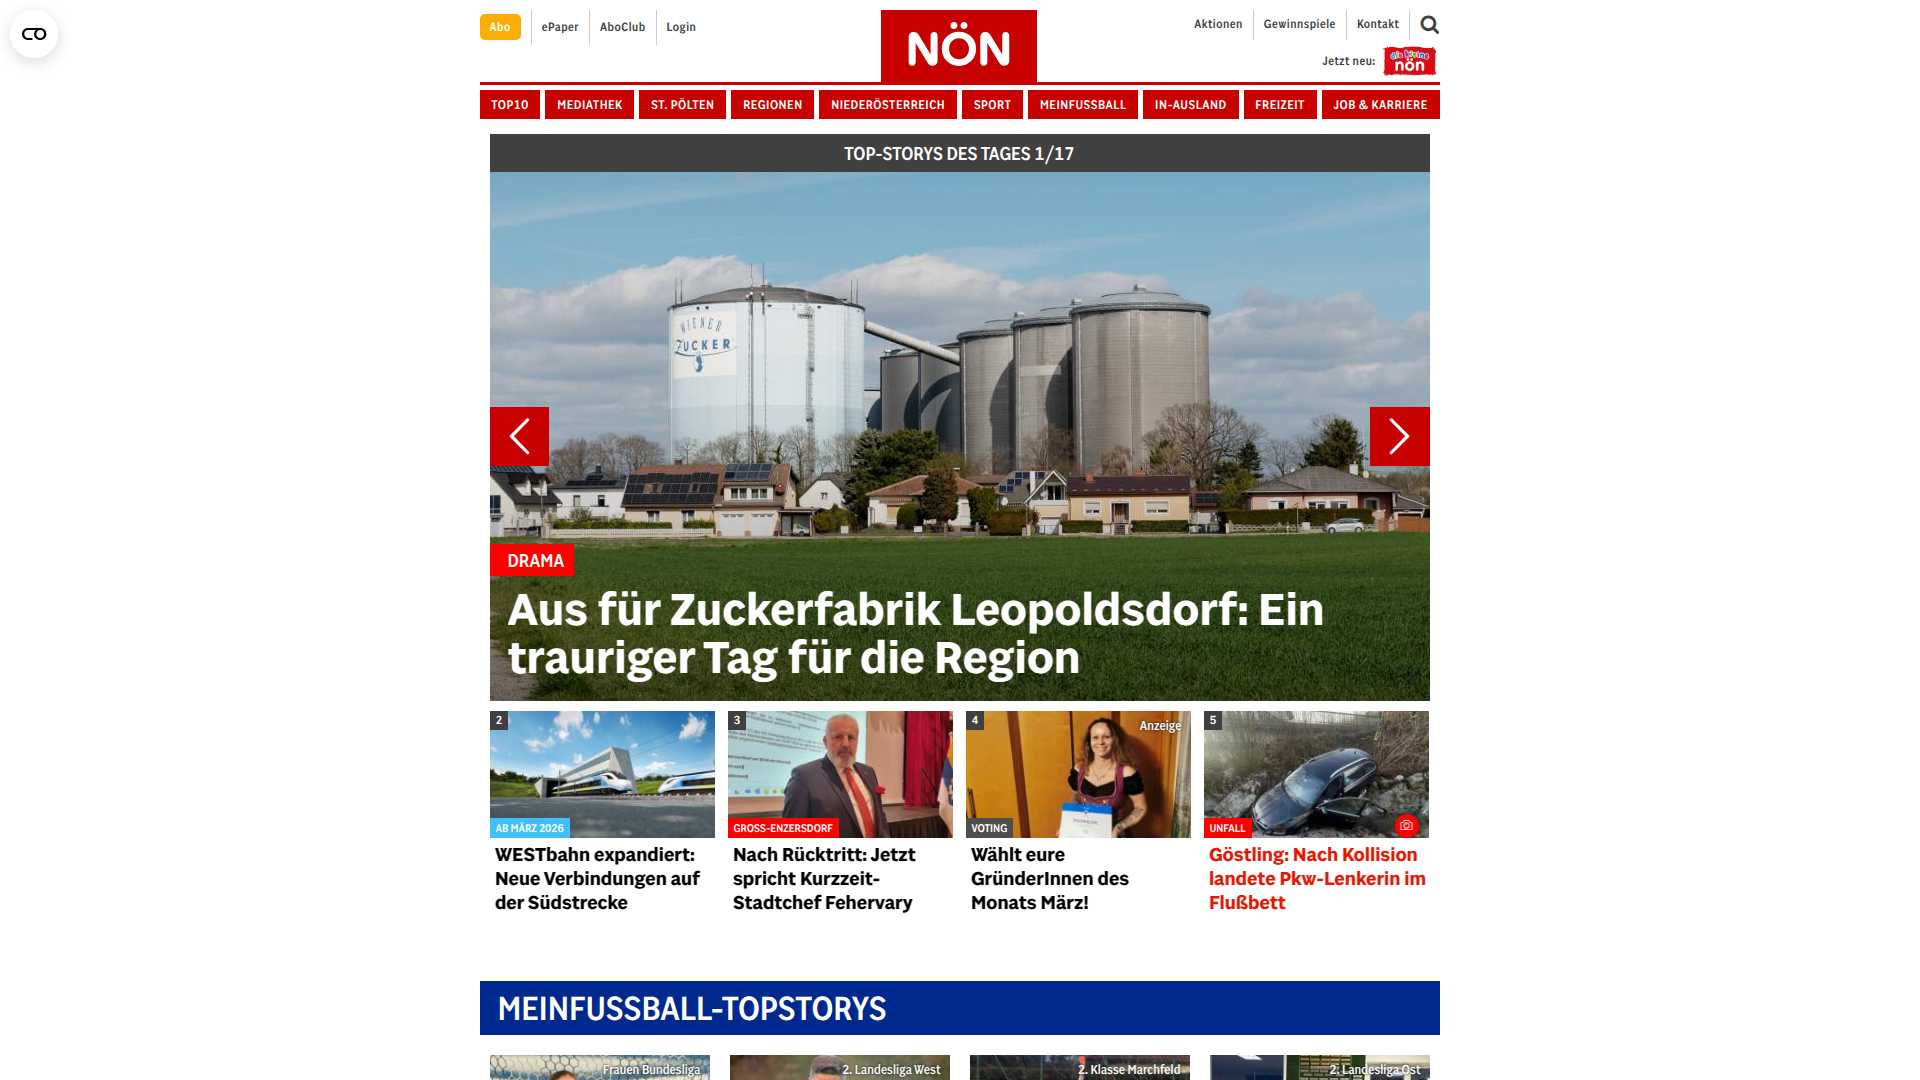 Abo
ePaper
AboClub
Login
NÖN
Aktionen
Gewinnspiele
Kontakt
Jetzt neu:
die kleine
nön
TOP10
MEDIATHEK
ST. PÖLTEN
REGIONEN
NIEDERÖSTERREICH
SPORT
MEINFUSSBALL
IN-AUSLAND
FREIZEIT
JOB & KARRIERE
TOP-STORYS DES TAGES 1/17
WIENER
ZUCKER
DRAMA
Aus für Zuckerfabrik Leopoldsdorf: Ein
trauriger Tag für die Region
2
AB MÄRZ 2026
WESTbahn expandiert:
Neue Verbindungen auf
der Südstrecke
3
GROSS-ENZERSDORF
Nach Rücktritt: Jetzt
spricht Kurzzeit-
Stadtchef Fehervary
4
Anzeige
VOTING
Wählt eure
GründerInnen des
Monats März!
5
UNFALL
Göstling: Nach Kollision
landete Pkw-Lenkerin im
Flußbett
MEINFUSSBALL-TOPSTORYS
Frauen Bundesliga
2. Landesliga West
2. Klasse Marchfeld
2. Landesliga Ost